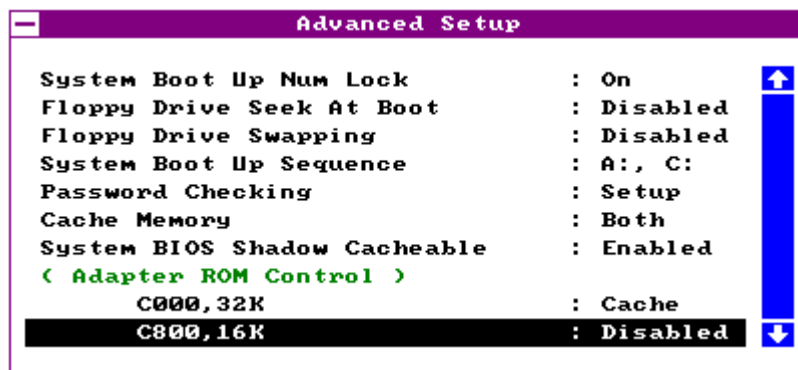 Advanced Setup
System Boot Up Num Lock : On
Floppy Drive Seek At Boot : Disabled
Floppy Drive Swapping : Disabled
System Boot Up Sequence : A:, C:
Password Checking : Setup
Cache Memory : Both
System BIOS Shadow Cacheable : Enabled
( Adapter ROM Control )
C000,32K : Cache
C800,16K : Disabled